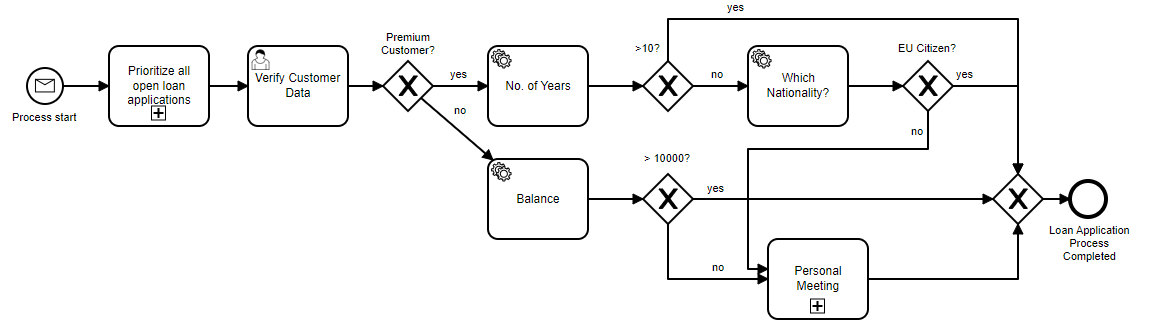 Process start
Prioritize all
open loan
applications
Verify Customer
Data
Premium
Customer?
yes
no
No. of Years
>10?
yes
no
Which
Nationality?
EU Citizen?
yes
no
Balance
> 10000?
yes
no
Personal
Meeting
Loan Application
Process
Completed